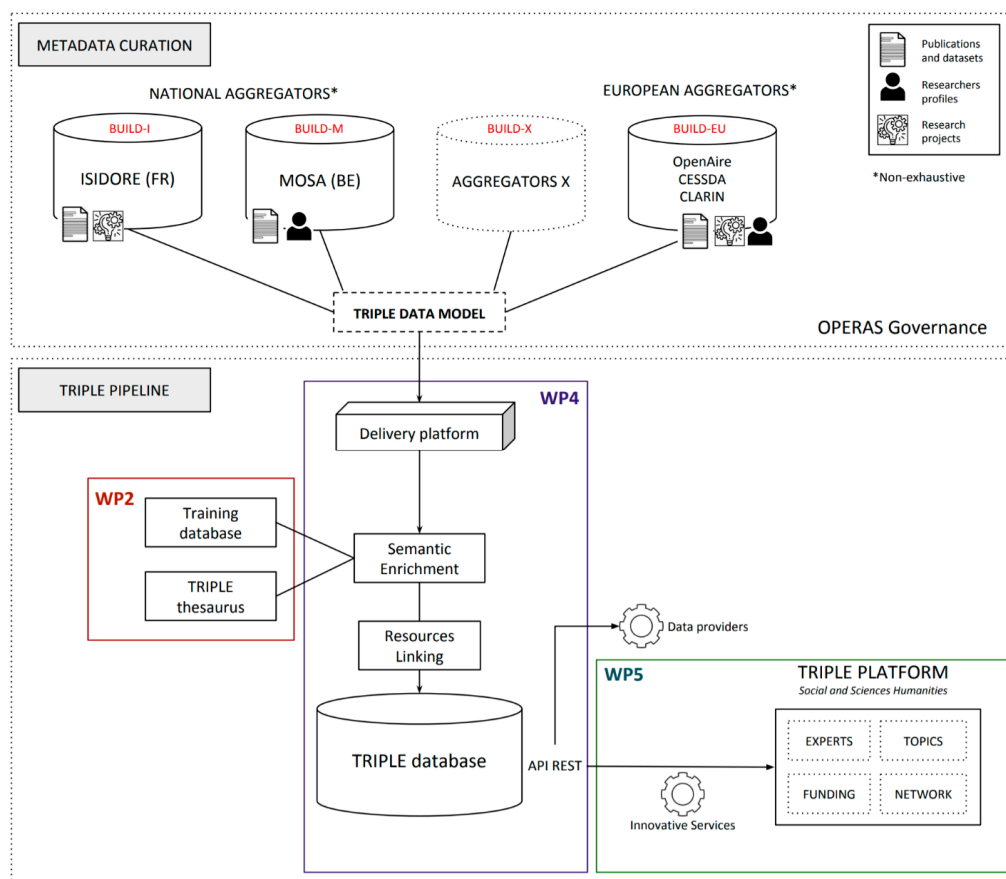 METADATA CURATION
NATIONAL AGGREGATORS*
EUROPEAN AGGREGATORS*
BUILD-I
ISIDORE (FR)
BUILD-M
MOSA (BE)
BUILD-X
AGGREGATORS X
BUILD-EU
OpenAire
CESSDA
CLARIN
Publications
and datasets
Researchers
profiles
Research
projects
*Non-exhaustive
TRIPLE DATA MODEL
OPERAS Governance
TRIPLE PIPELINE
WP4
Delivery platform
WP2
Training
database
TRIPLE
thesaurus
Semantic
Enrichment
Resources
Linking
TRIPLE database
API REST
Data providers
WP5
TRIPLE PLATFORM
Social and Sciences Humanities
EXPERTS
TOPICS
FUNDING
NETWORK
Innovative Services